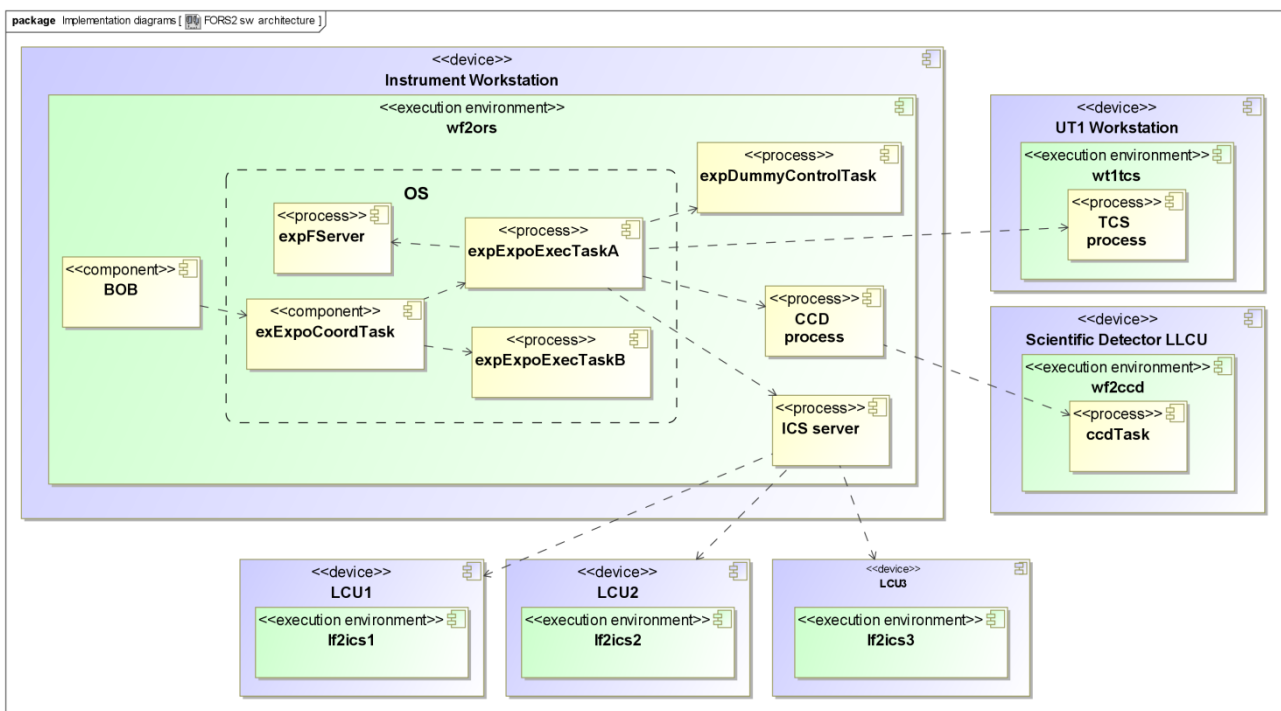 package Implementation diagrams [ FORS2 sw architecture ]
<<device>>
Instrument Workstation
<<execution environment>>
wf2ors
OS
<<component>>
BOB
<<process>>
expFServer
<<component>>
exExpoCoordTask
<<process>>
expExpoExecTaskA
<<process>>
expExpoExecTaskB
<<process>>
expDummyControlTask
<<process>>
CCD
process
<<process>>
ICS server
<<device>>
UT1 Workstation
<<execution environment>>
wt1tcs
<<process>>
TCS
process
<<device>>
Scientific Detector LLCU
<<execution environment>>
wf2ccd
<<process>>
ccdTask
<<device>>
LCU1
<<execution environment>>
lf2ics1
<<device>>
LCU2
<<execution environment>>
lf2ics2
<<device>>
LCU3
<<execution environment>>
lf2ics3